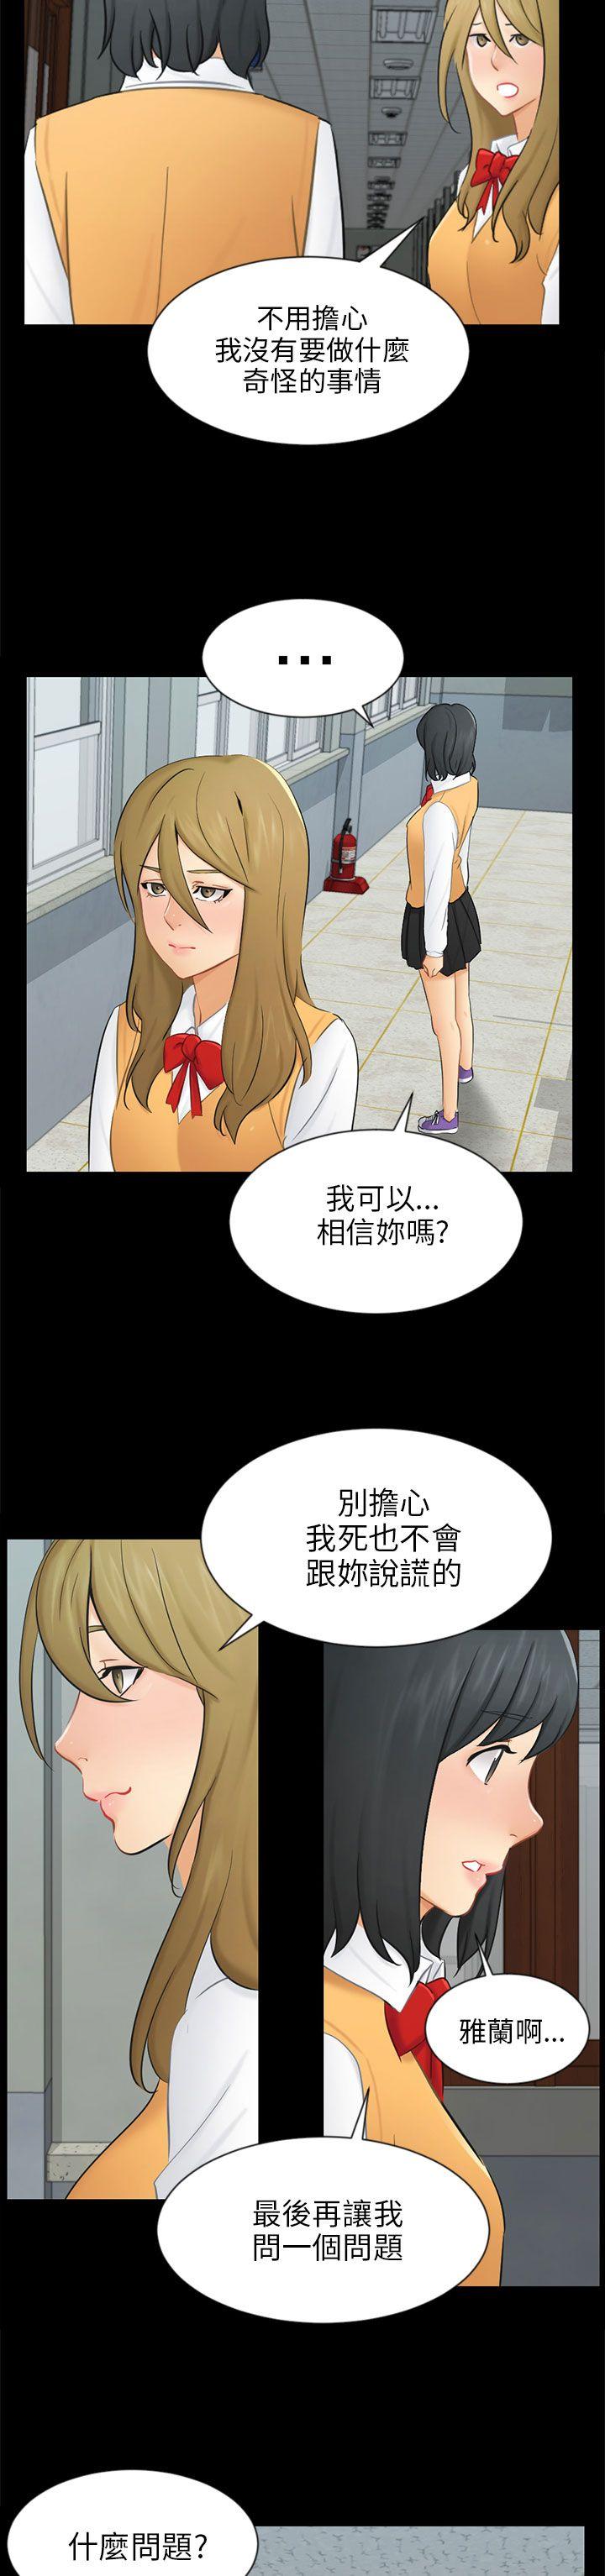 不用擔心
我沒有要做什麼
奇怪的事情
...
我可以...
相信妳嗎?
別擔心
我死也不會
跟妳說謊的
雅蘭啊...
最後再讓我
問一個問題
什麼問題?